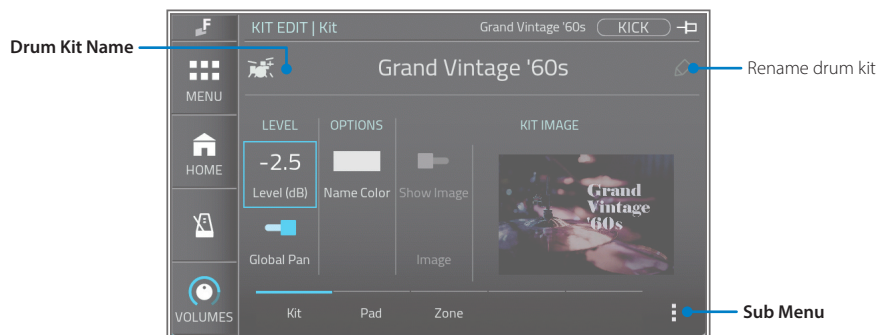 F
KIT EDIT | Kit
Grand Vintage '60s
KICK
Drum Kit Name
Grand Vintage '60s
Rename drum kit
MENU
LEVEL
OPTIONS
KIT IMAGE
-2.5
Level (dB)
Name Color
Show Image
HOME
Grand
Vintage
'60s
Global Pan
Image
VOLUMES
Kit
Pad
Zone
Sub Menu